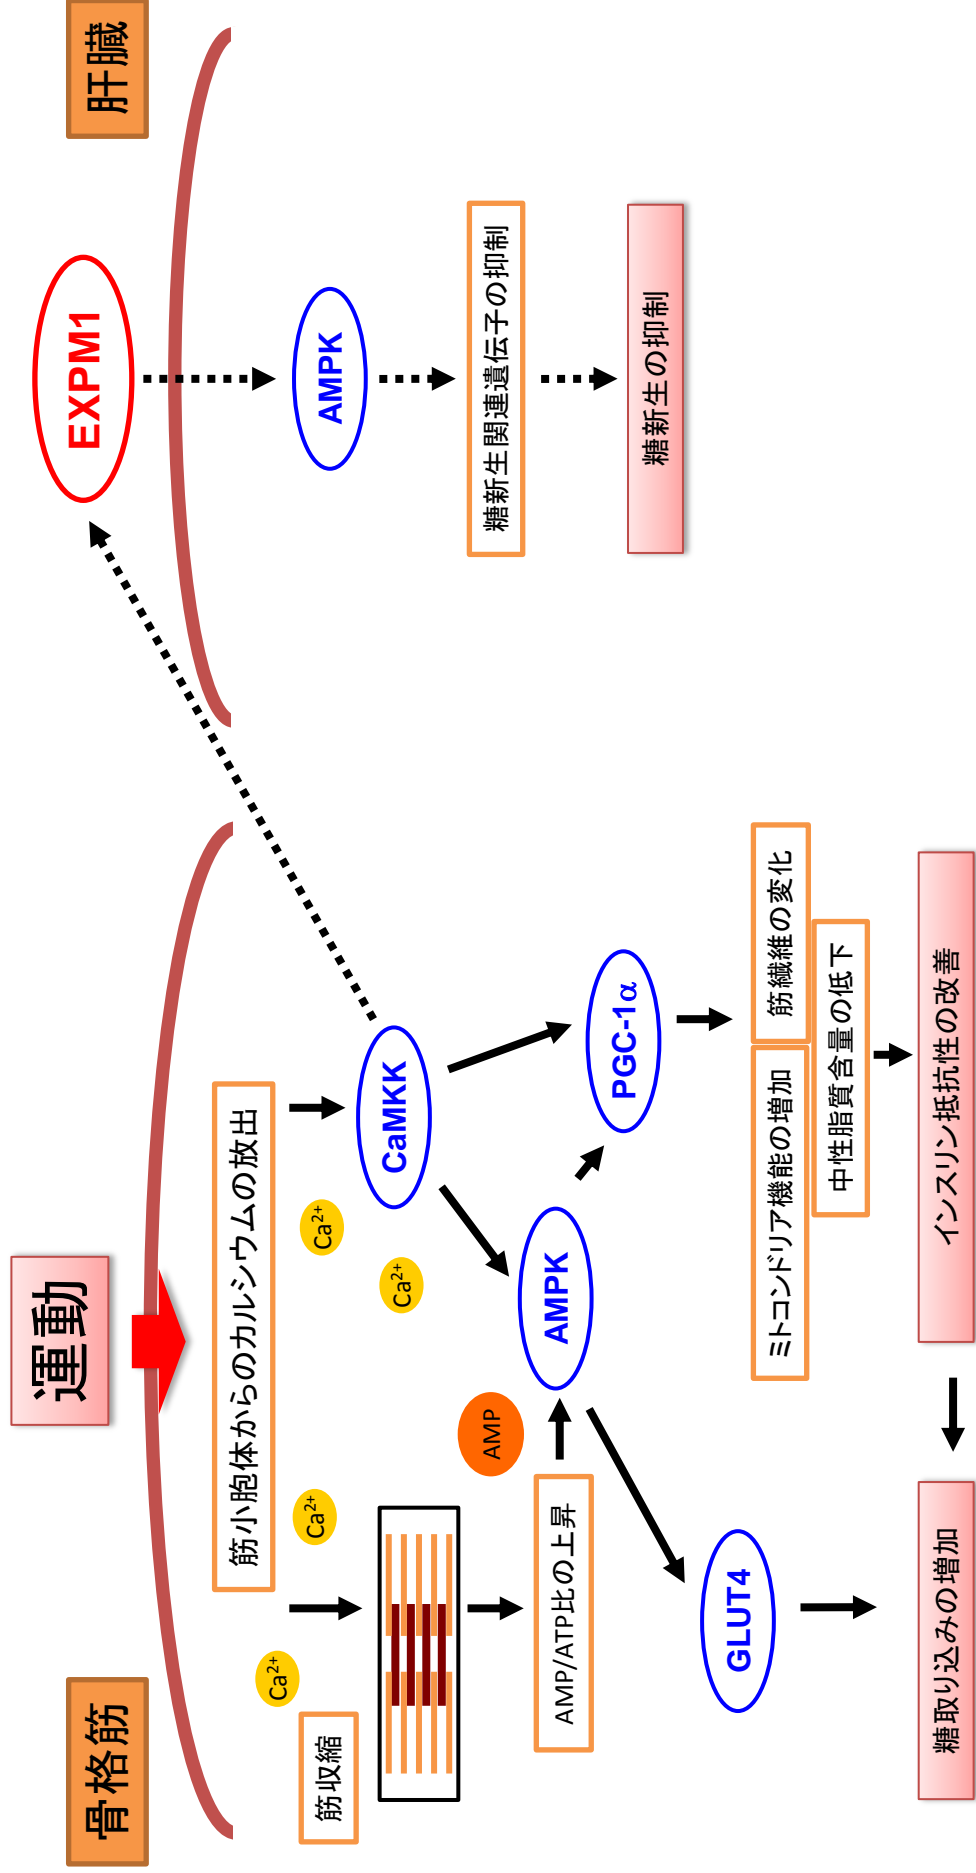 骨格筋
運動
肝臓
EXPM1
筋小胞体からのカルシウムの放出
Ca2+
Ca2+
Ca2+
Ca2+
筋収縮
CaMKK
AMP
AMP/ATP比の上昇
AMPK
PGC-1α
GLUT4
ミトコンドリア機能の増加
筋繊維の変化
中性脂質含量の低下
糖取り込みの増加
インスリン抵抗性の改善
AMPK
糖新生関連遺伝子の抑制
糖新生の抑制